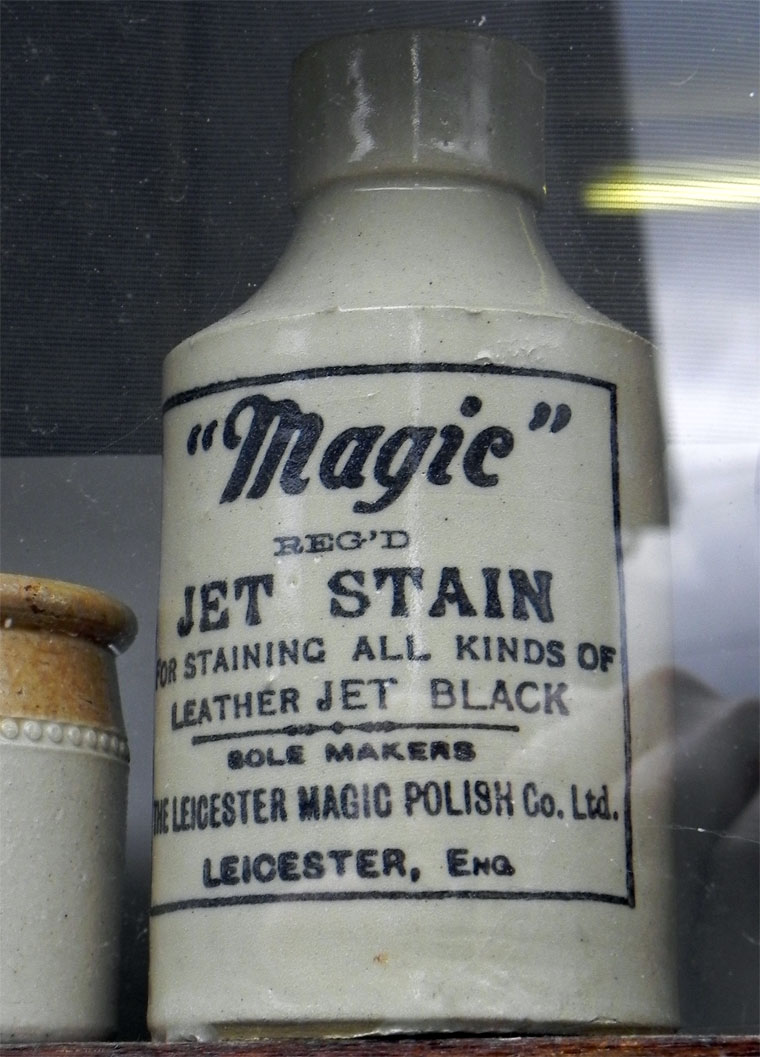 "Magic"
REG'D
JET STAIN
FOR STAINING ALL KINDS OF
LEATHER JET BLACK
SOLE MAKERS
THE LEICESTER MAGIC POLISH Co. Ltd.
LEICESTER, ENG